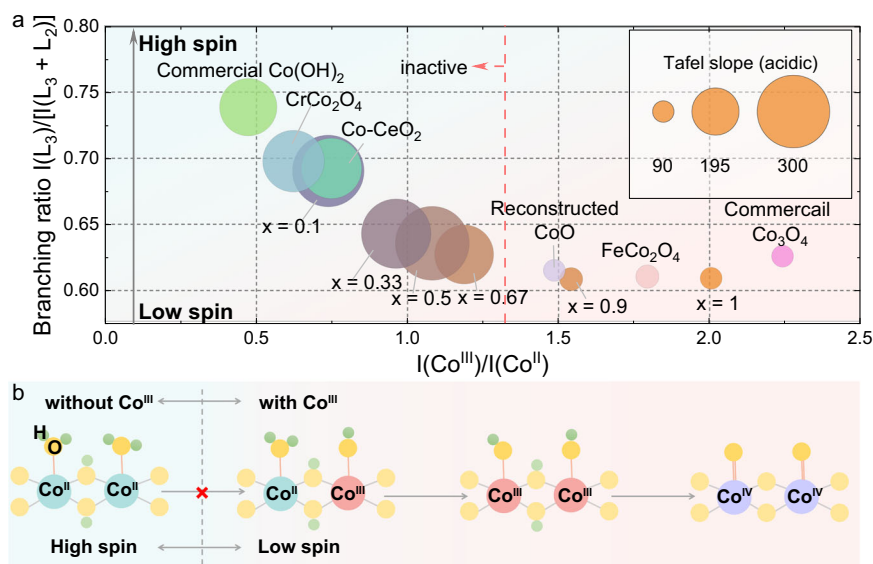 a
Branching ratio I(L₃)/[I(L₃ + L₂)]
0.80
0.75
0.70
0.65
0.60
High spin
Commercial Co(OH)₂
CrCo₂O₄
Co-CeO₂
x = 0.1
x = 0.33
x = 0.5
x = 0.67
inactive
Tafel slope (acidic)
90 195 300
Reconstructed
CoO
x = 0.9
FeCo₂O₄
x = 1
Commercail
Co₃O₄
Low spin
0.0 0.5 1.0 1.5 2.0 2.5
I(Coᴵᴵᴵ)/I(Coᴵᴵ)
b
without Coᴵᴵᴵ with Coᴵᴵᴵ
H
O
Coᴵᴵ Coᴵᴵ Coᴵᴵ Coᴵᴵᴵ Coᴵᴵᴵ Coᴵᴵᴵ Coᴵⱽ Coᴵⱽ
High spin Low spin